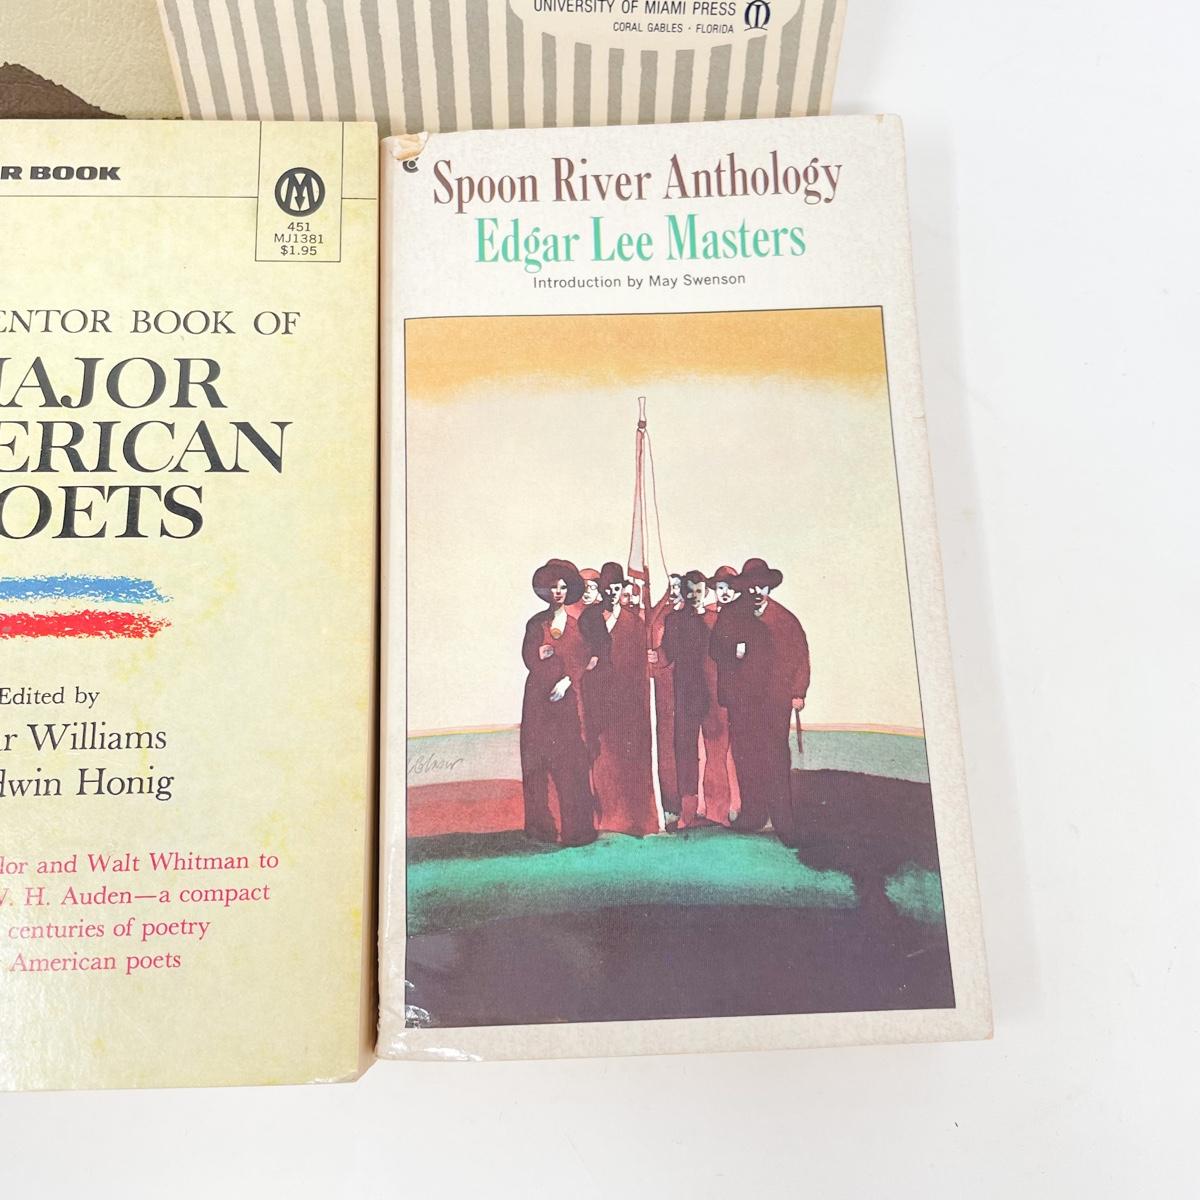 UNIVERSITY OF MIAMI PRESS
CORAL GABLES · FLORIDA
R BOOK
451
MJ1381
$1.95
ENTOR BOOK OF
AJOR
ERICAN
OETS
Edited by
r Williams
dwin Honig
lor and Walt Whitman to
. H. Auden—a compact
centuries of poetry
American poets
Spoon River Anthology
Edgar Lee Masters
Introduction by May Swenson